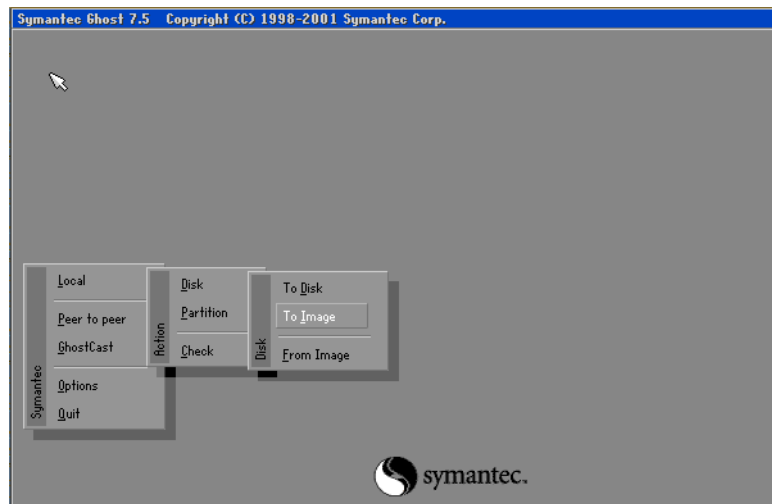 Symantec Ghost 7.5 Copyright (C) 1998-2001 Symantec Corp.
Symantec
Local
Peer to peer
GhostCast
Options
Quit
Action
Disk
Partition
Check
Disk
To Disk
To Image
From Image
symantec.